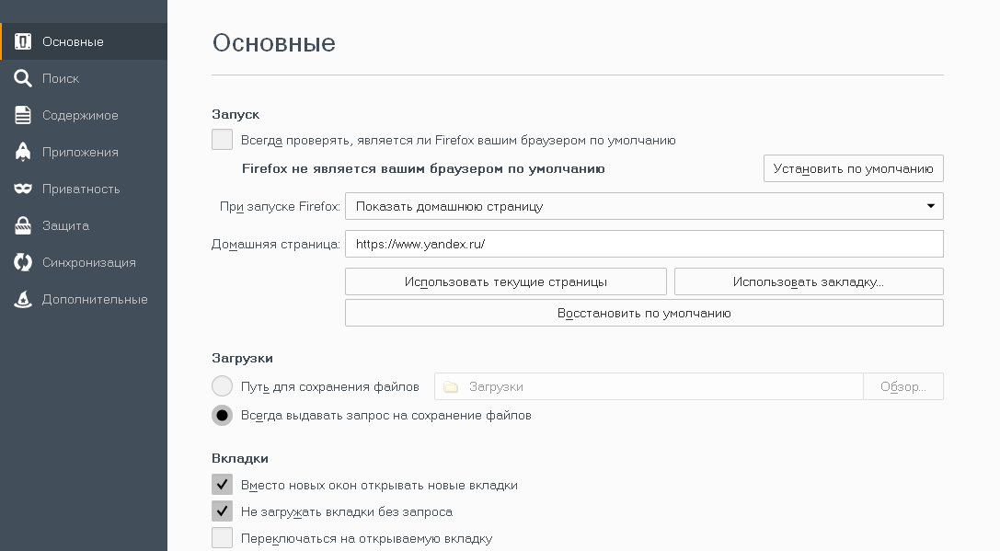 Основные
Поиск
Содержимое
Приложения
Приватность
Защита
Синхронизация
Дополнительные
Основные
Запуск
Всегда проверять, является ли Firefox вашим браузером по умолчанию
Firefox не является вашим браузером по умолчанию
Установить по умолчанию
При запуске Firefox: Показать домашнюю страницу
Домашняя страница: https://www.yandex.ru/
Использовать текущие страницы Использовать закладку...
Восстановить по умолчанию
Загрузки
Путь для сохранения файлов Загрузки Обзор...
Всегда выдавать запрос на сохранение файлов
Вкладки
Вместо новых окон открывать новые вкладки
Не загружать вкладки без запроса
Переключаться на открываемую вкладку